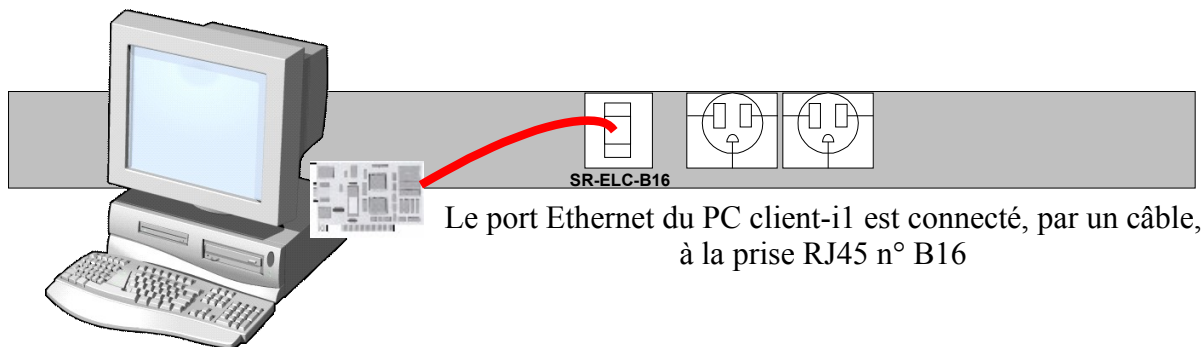 SR-ELC-B16
Le port Ethernet du PC client-i1 est connecté, par un câble,
à la prise RJ45 n° B16